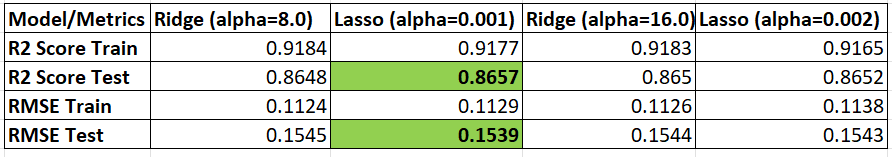 Model/Metrics Ridge (alpha=8.0) Lasso (alpha=0.001) Ridge (alpha=16.0) Lasso (alpha=0.002)
R2 Score Train 0.9184 0.9177 0.9183 0.9165
R2 Score Test 0.8648 0.8657 0.865 0.8652
RMSE Train 0.1124 0.1129 0.1126 0.1138
RMSE Test 0.1545 0.1539 0.1544 0.1543